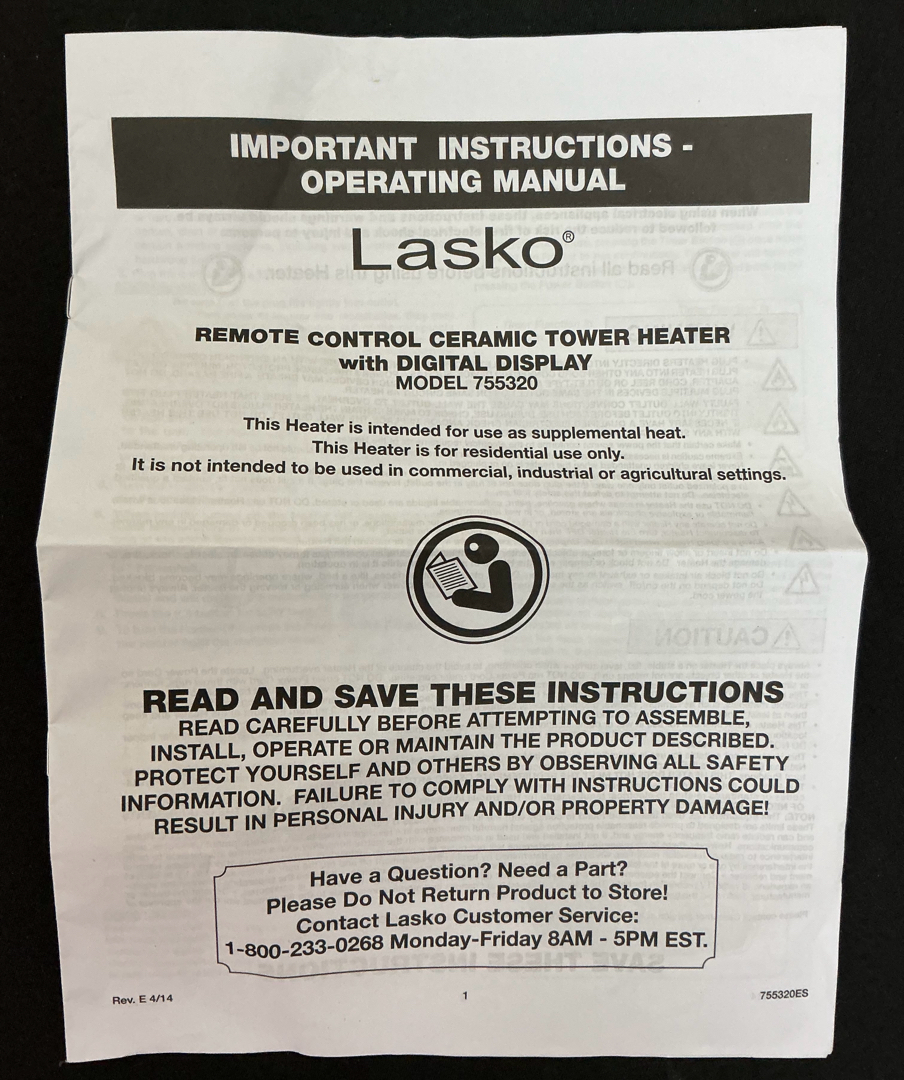 IMPORTANT INSTRUCTIONS -
OPERATING MANUAL
Lasko®
REMOTE CONTROL CERAMIC TOWER HEATER
with DIGITAL DISPLAY
MODEL 755320
This Heater is intended for use as supplemental heat.
This Heater is for residential use only.
It is not intended to be used in commercial, industrial or agricultural settings.
READ AND SAVE THESE INSTRUCTIONS
READ CAREFULLY BEFORE ATTEMPTING TO ASSEMBLE,
INSTALL, OPERATE OR MAINTAIN THE PRODUCT DESCRIBED.
PROTECT YOURSELF AND OTHERS BY OBSERVING ALL SAFETY
INFORMATION. FAILURE TO COMPLY WITH INSTRUCTIONS COULD
RESULT IN PERSONAL INJURY AND/OR PROPERTY DAMAGE!
Have a Question? Need a Part?
Please Do Not Return Product to Store!
Contact Lasko Customer Service:
1-800-233-0268 Monday-Friday 8AM - 5PM EST.
Rev. E 4/14 1 755320ES